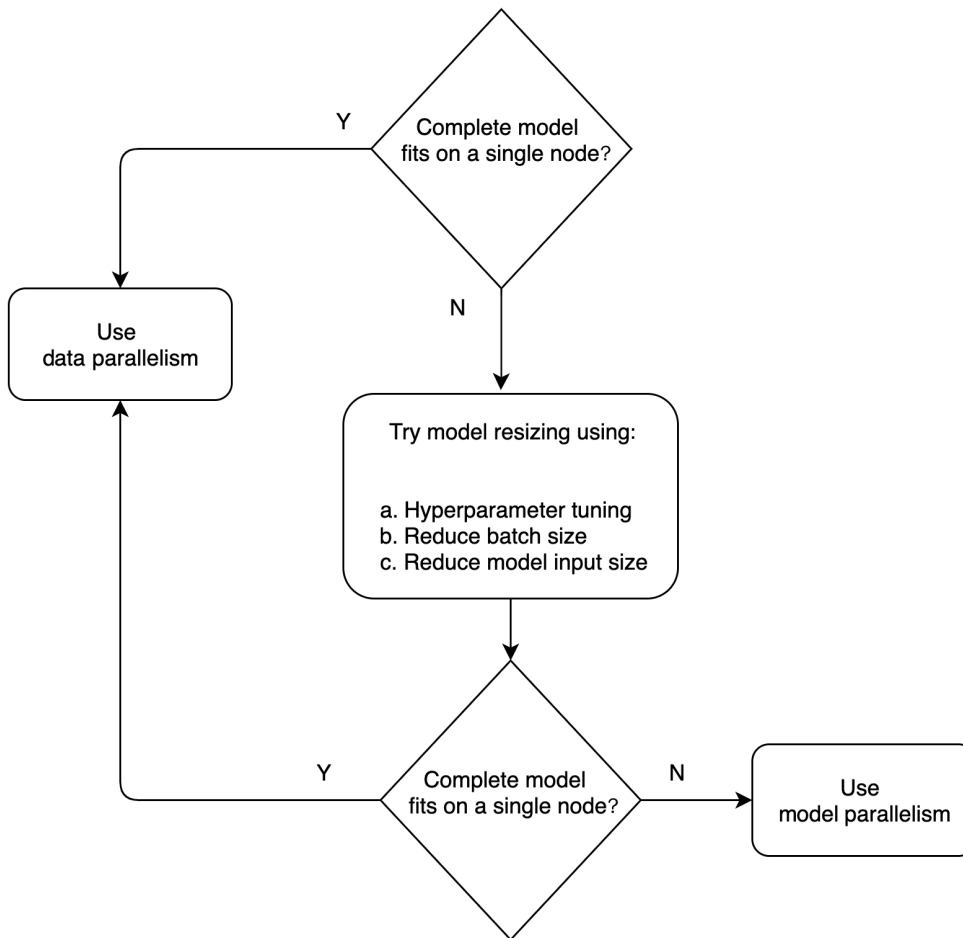 Y
Complete model
fits on a single node?
N
Use
data parallelism
Try model resizing using:
a. Hyperparameter tuning
b. Reduce batch size
c. Reduce model input size
Y
Complete model
fits on a single node?
N
Use
model parallelism